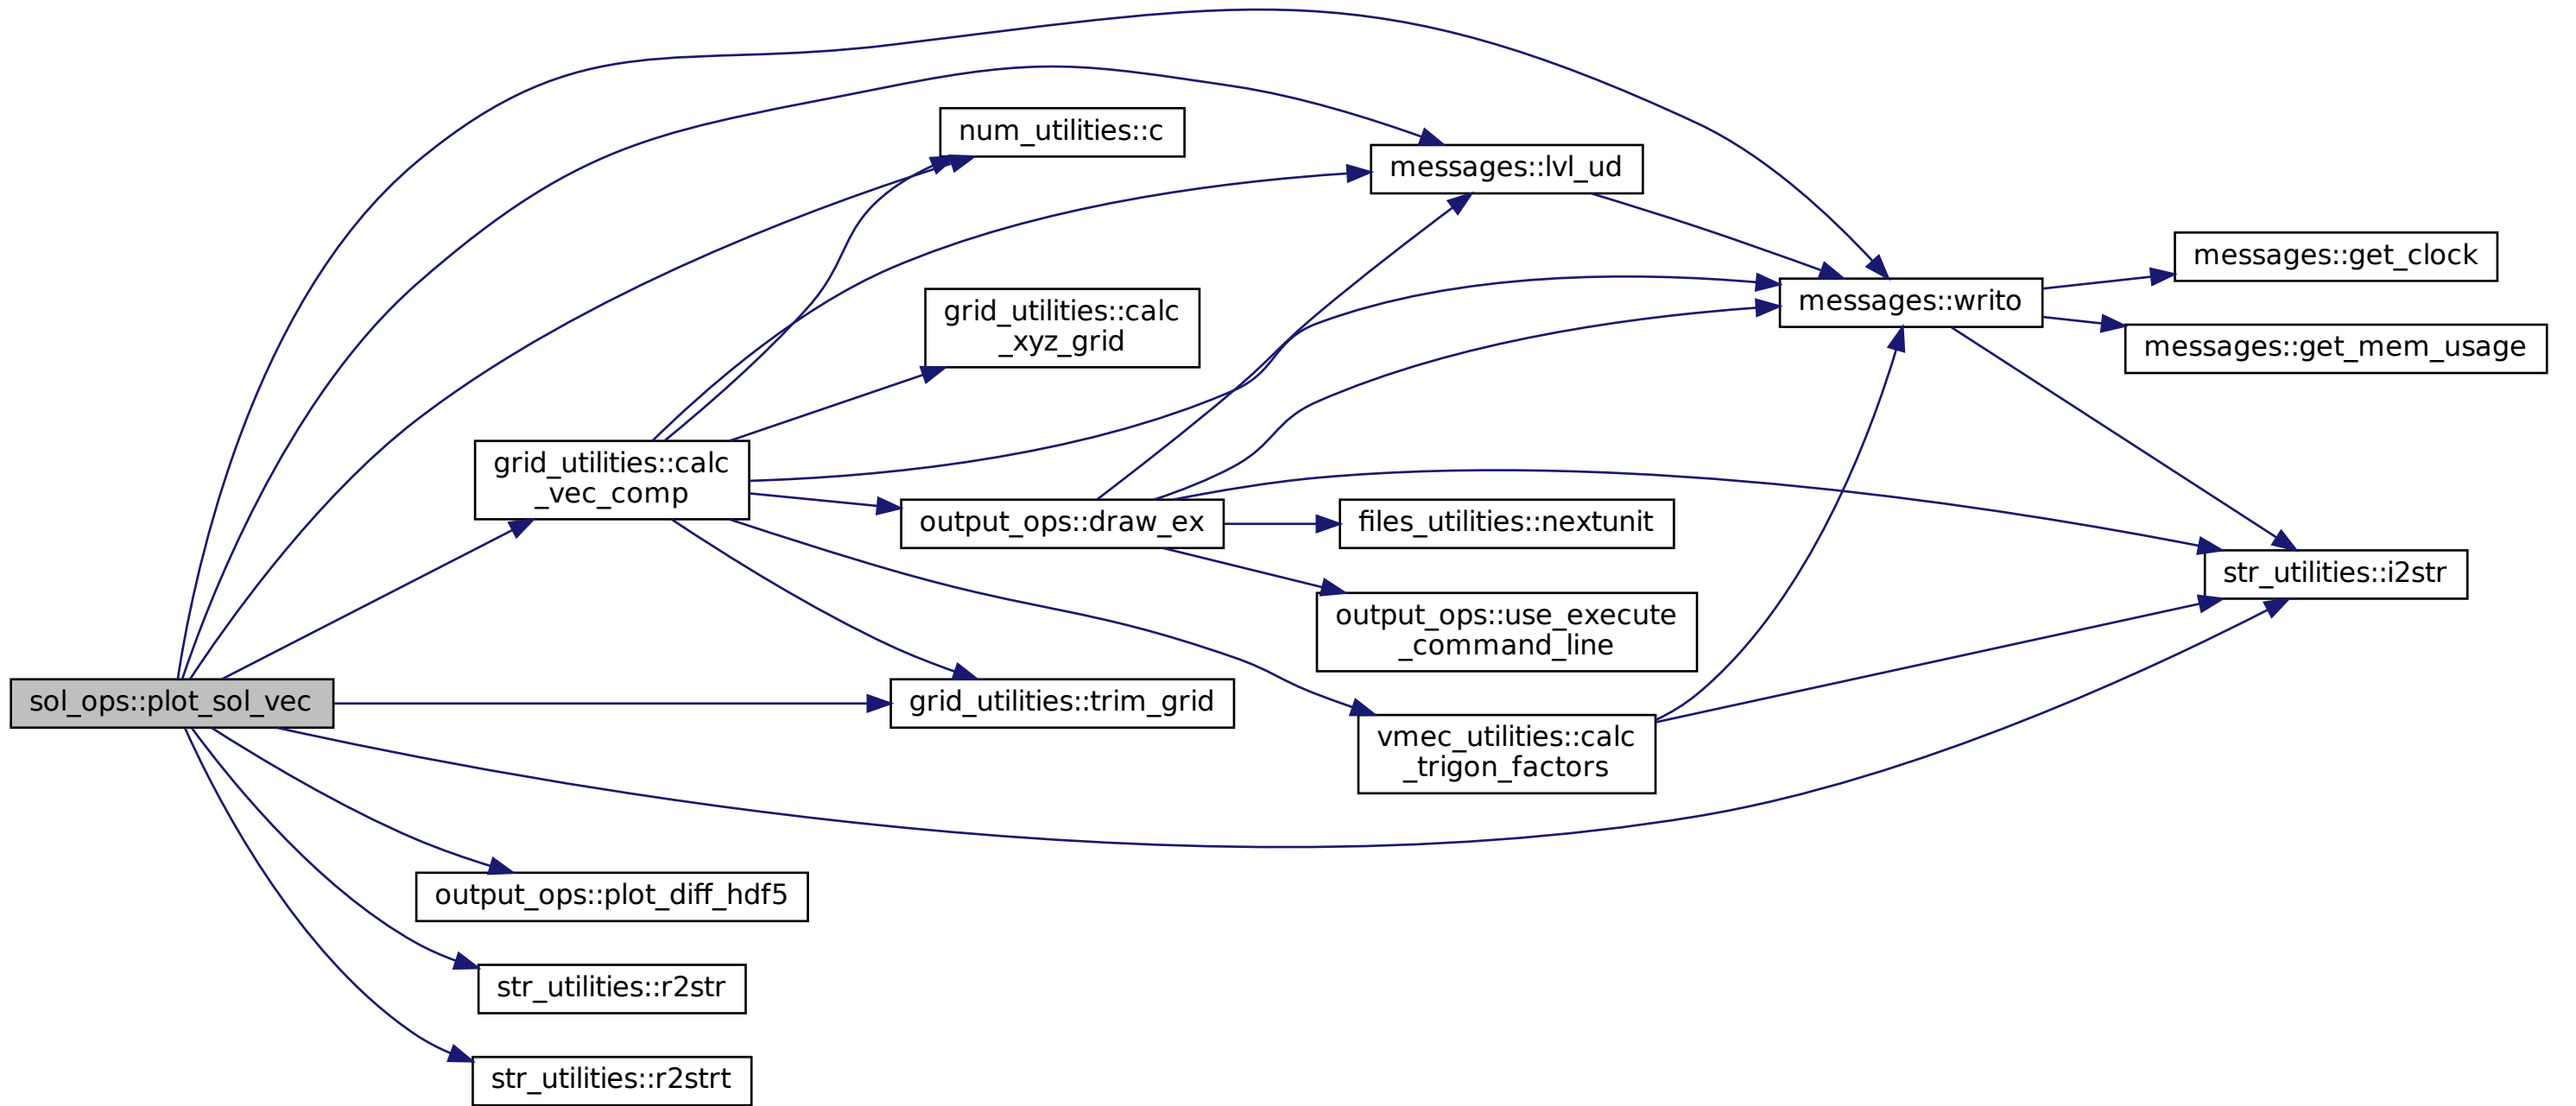 num_utilities::c
messages::lvl_ud
messages::get_clock
messages::writo
grid_utilities::calc
_xyz_grid
messages::get_mem_usage
grid_utilities::calc
_vec_comp
output_ops::draw_ex
files_utilities::nextunit
str_utilities::i2str
output_ops::use_execute
_command_line
sol_ops::plot_sol_vec
grid_utilities::trim_grid
vmec_utilities::calc
_trigon_factors
output_ops::plot_diff_hdf5
str_utilities::r2str
str_utilities::r2strt